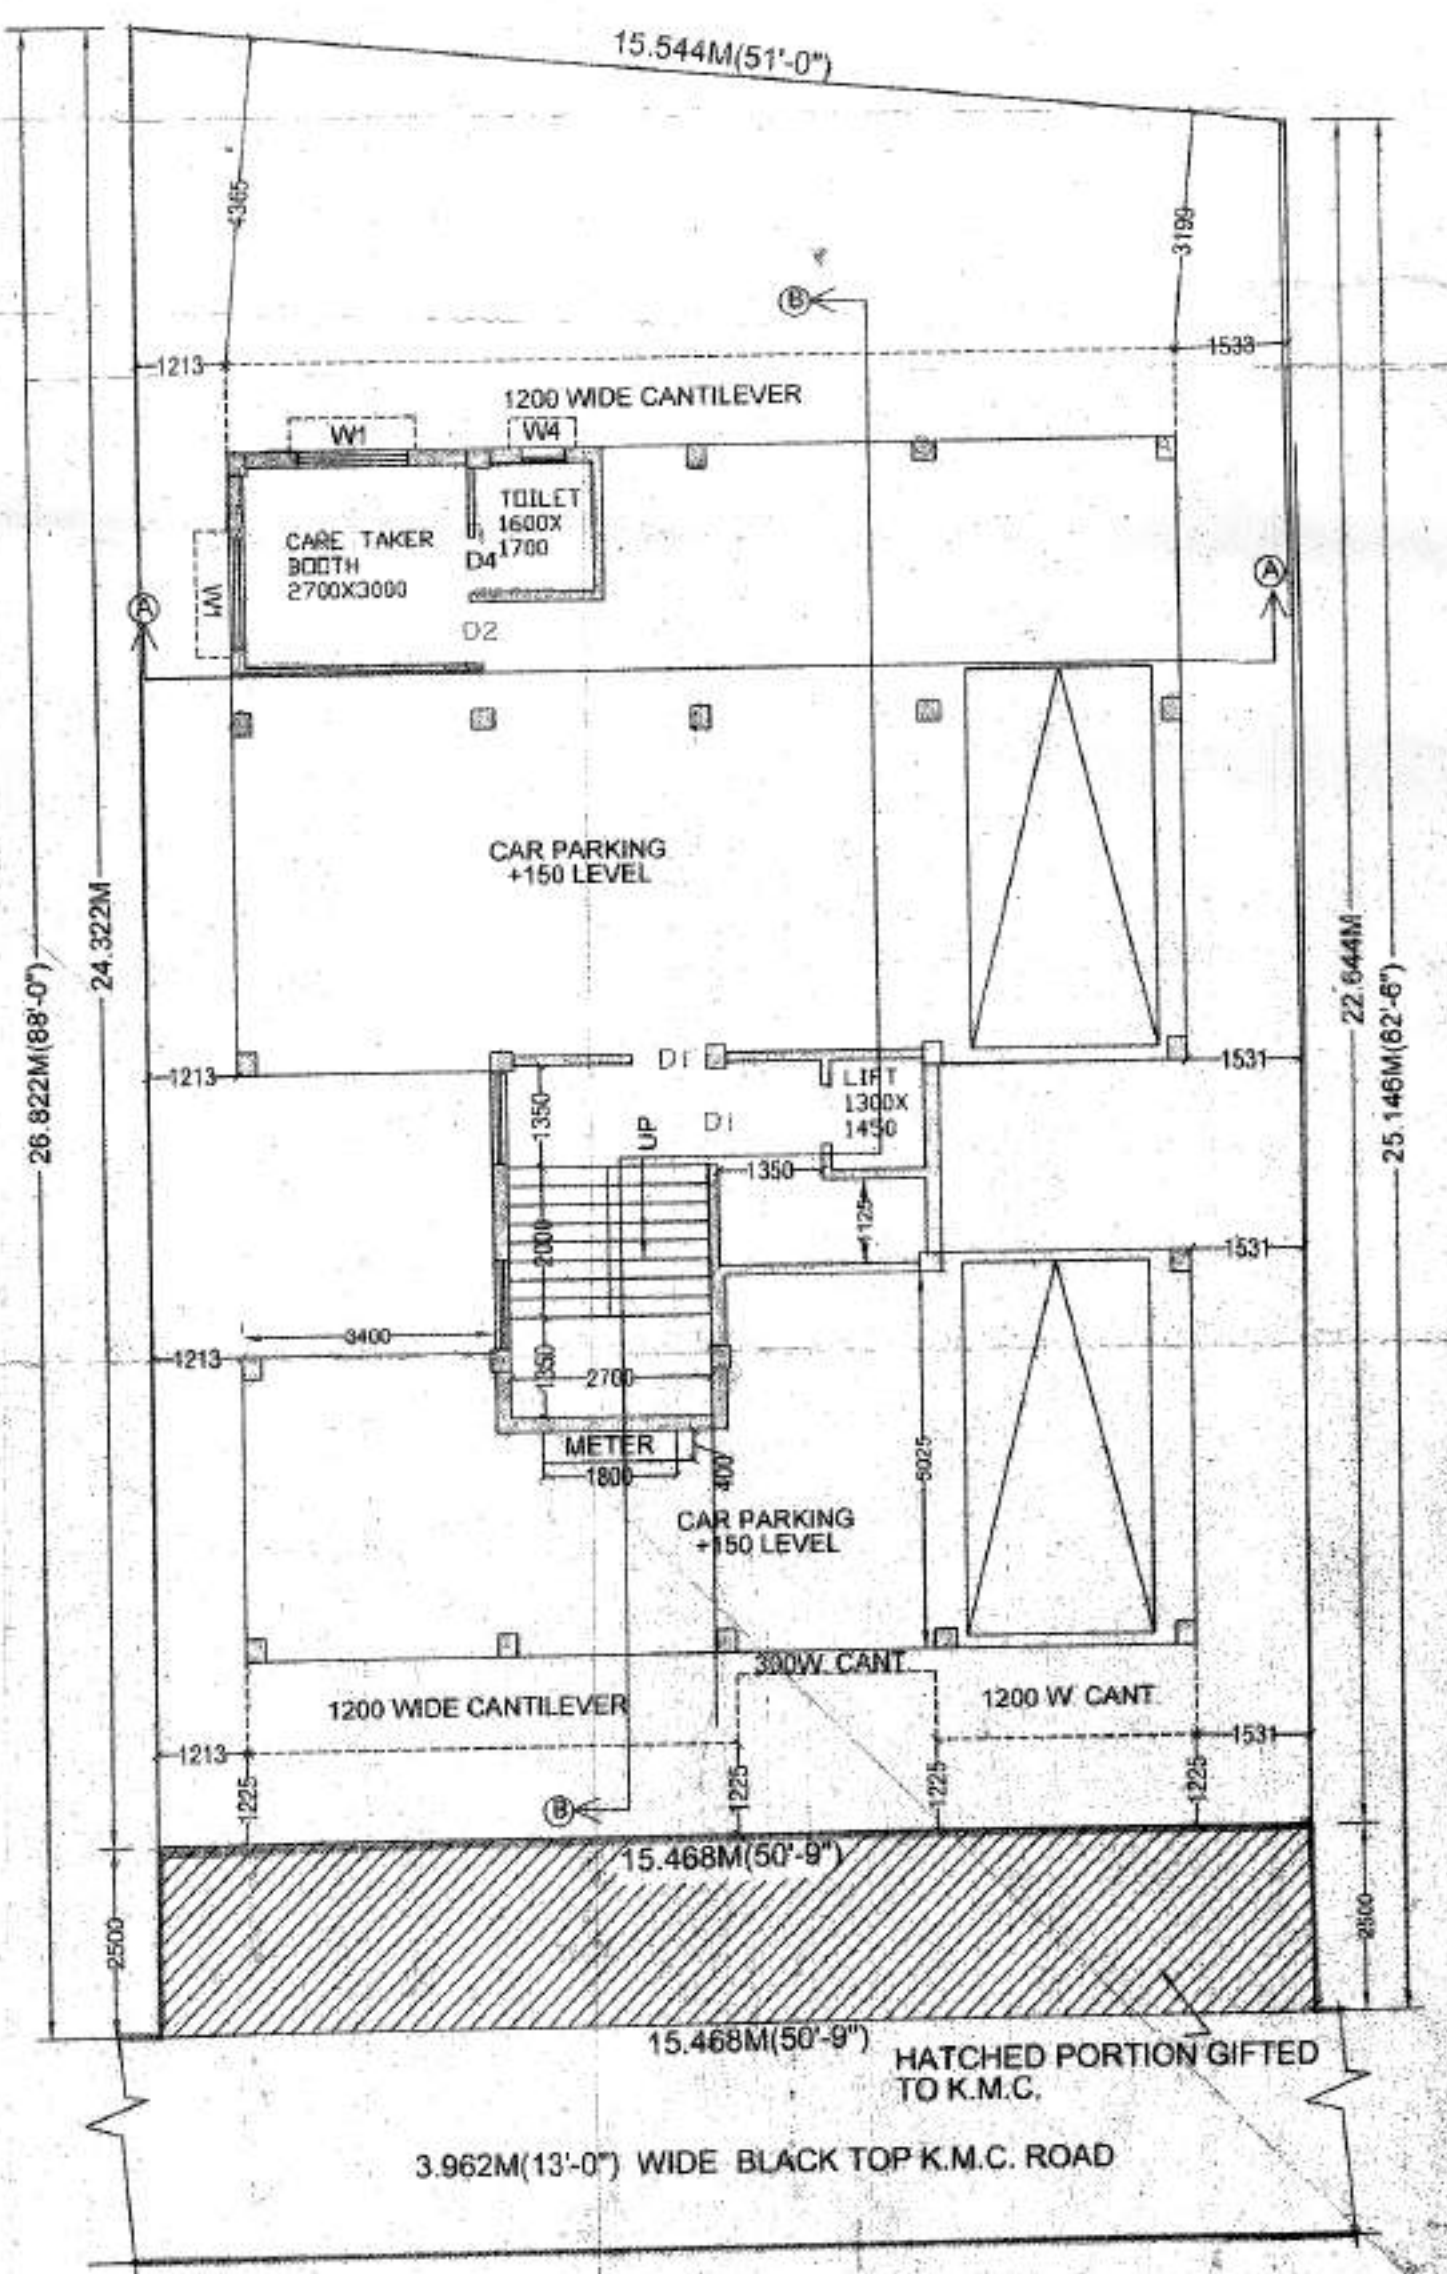 15.544M(51'-0")
4365
3199
B
1213
1533
1200 WIDE CANTILEVER
W1
W4
TOILET
1600X
1700
CARE TAKER
BOOTH
2700X3000
D4
W1
A
A
D2
CAR PARKING
+150 LEVEL
26.822M(88'-0")
24.322M
22.644M
25.146M(82'-6")
1213
D1
1531
LIFT
1300X
1450
1350
UP
D1
1350
1125
2000
1531
3400
1213
1350
2700
METER
1800
400
5025
CAR PARKING
+150 LEVEL
300W. CANT.
1200 WIDE CANTILEVER
1200 W. CANT.
1213
1531
1225
1225
1225
1225
B
15.468M(50'-9")
2500
2500
15.468M(50'-9")
HATCHED PORTION GIFTED
TO K.M.C.
3.962M(13'-0") WIDE BLACK TOP K.M.C. ROAD